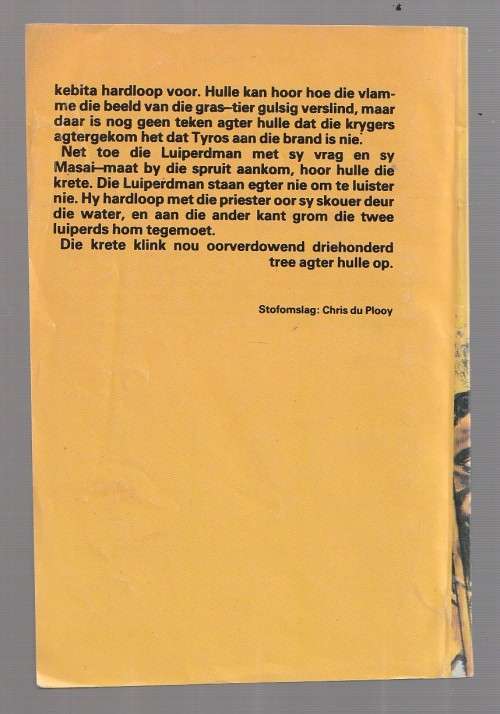 kebita hardloop voor. Hulle kan hoor hoe die vlam-
me die beeld van die gras–tier gulsig verslind, maar
daar is nog geen teken agter hulle dat die krygers
agtergekom het dat Tyros aan die brand is nie.
Net toe die Luiperdman met sy vrag en sy
Masai–maat by die spruit aankom, hoor hulle die
krete. Die Luiperdman staan egter nie om te luister
nie. Hy hardloop met die priester oor sy skouer deur
die water, en aan die ander kant grom die twee
luiperds hom tegemoet.
Die krete klink nou oorverdowend driehonderd
tree agter hulle op.
Stofomslag: Chris du Plooy